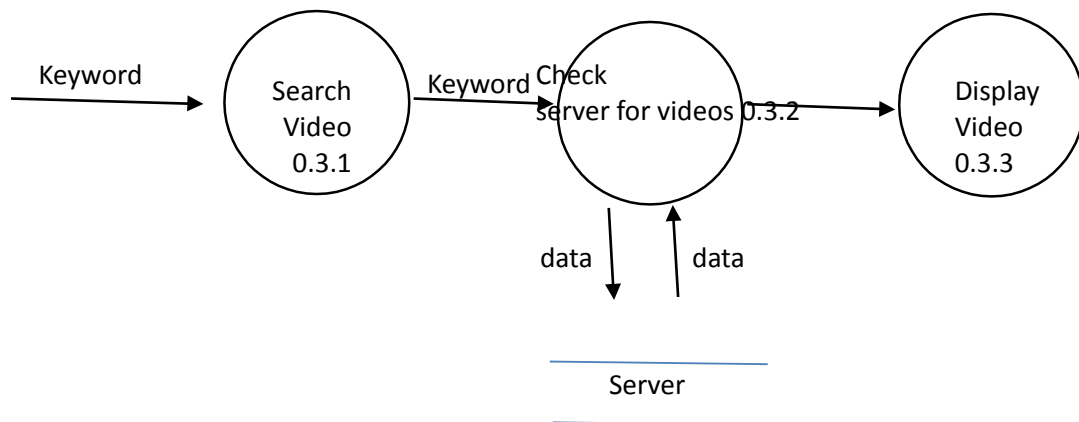 Keyword
Search
Video
0.3.1
Keyword
Check
server for videos 0.3.2
Display
Video
0.3.3
data
data
Server